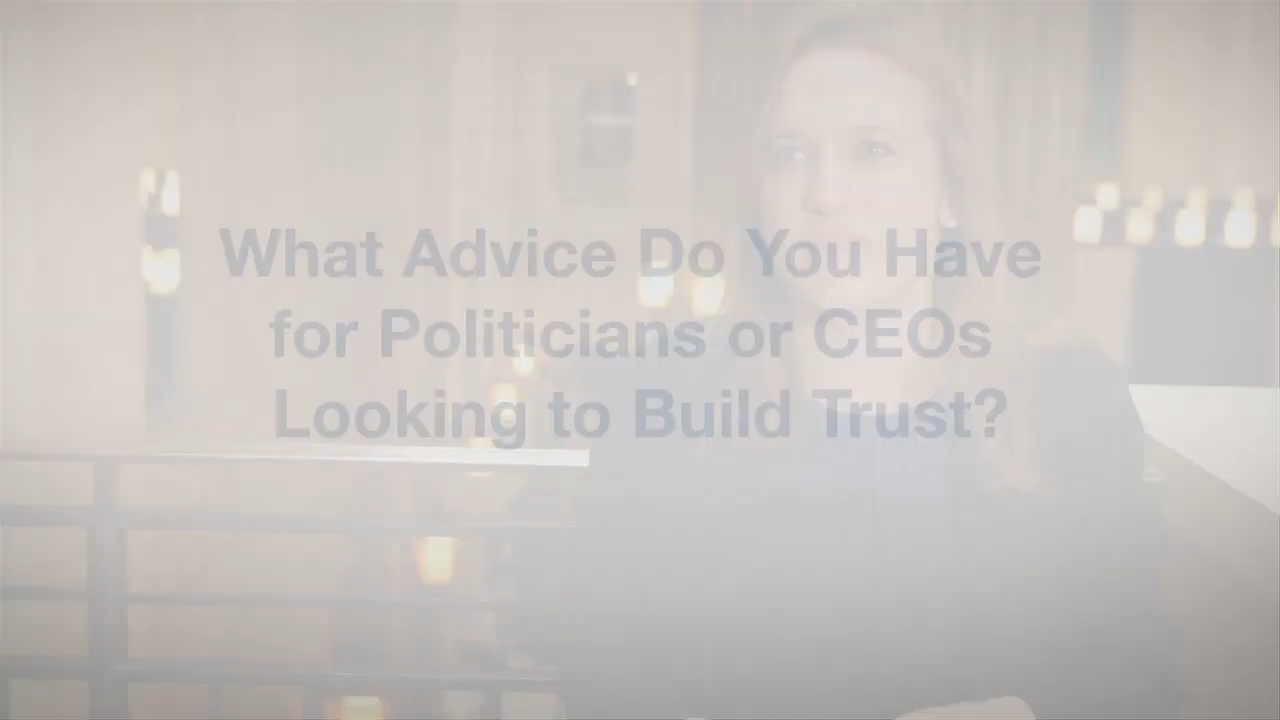 What Advice Do You Have
for Politicians or CEOs
Looking to Build Trust?